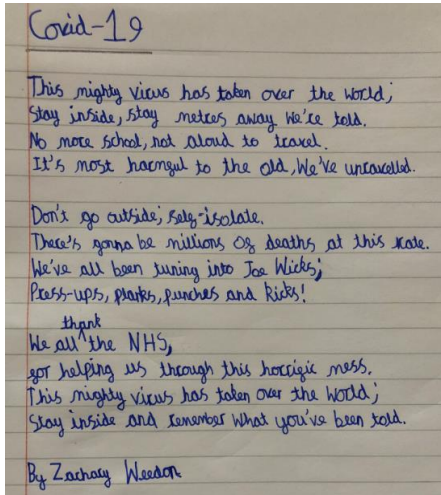 Covid-19
This mighty virus has taken over the world;
Stay inside, stay metres away we're told.
No more school, not aloud to travel.
It's most harmful to the old, We've unravelled.
Don't go outside; self-isolate.
There's gonna be millions of deaths at this rate.
We've all been tuning into Joe Wicks;
Press-ups, planks, punches and kicks!
We all thank the NHS,
for helping us through this horrific mess.
This mighty virus has taken over the world;
Stay inside and remember what you've been told.
By Zachary Weedon